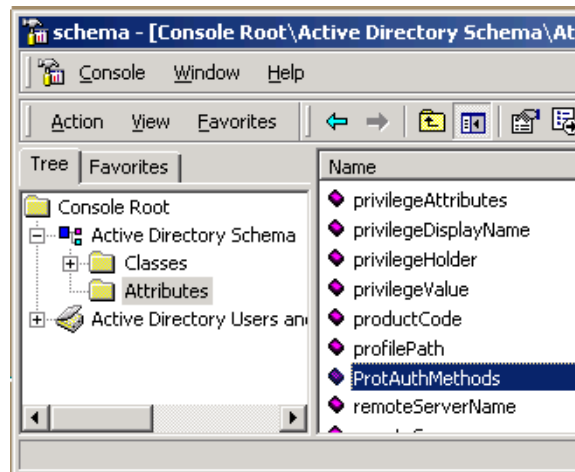 schema - [Console Root\Active Directory Schema\At
Console Window Help
Action View Favorites
Tree Favorites
Name
Console Root
Active Directory Schema
Classes
Attributes
Active Directory Users an
privilegeAttributes
privilegeDisplayName
privilegeHolder
privilegeValue
productCode
profilePath
ProtAuthMethods
remoteServerName